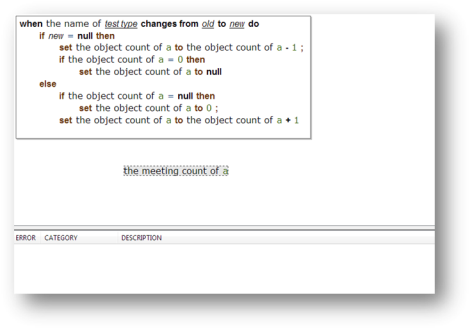 when the name of test type changes from old to new do
if new = null then
set the object count of a to the object count of a - 1 ;
if the object count of a = 0 then
set the object count of a to null
else
if the object count of a = null then
set the object count of a to 0 ;
set the object count of a to the object count of a + 1
the meeting count of a
ERROR CATEGORY DESCRIPTION